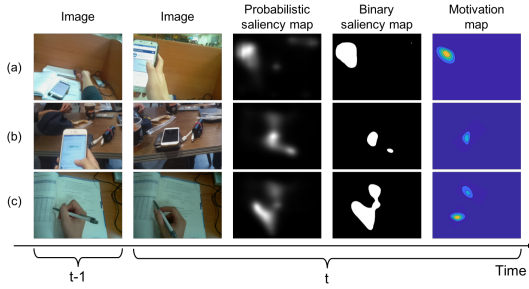 Image
Image
Probabilistic
saliency map
Binary
saliency map
Motivation
map
(a)
(b)
(c)
t-1
t
Time